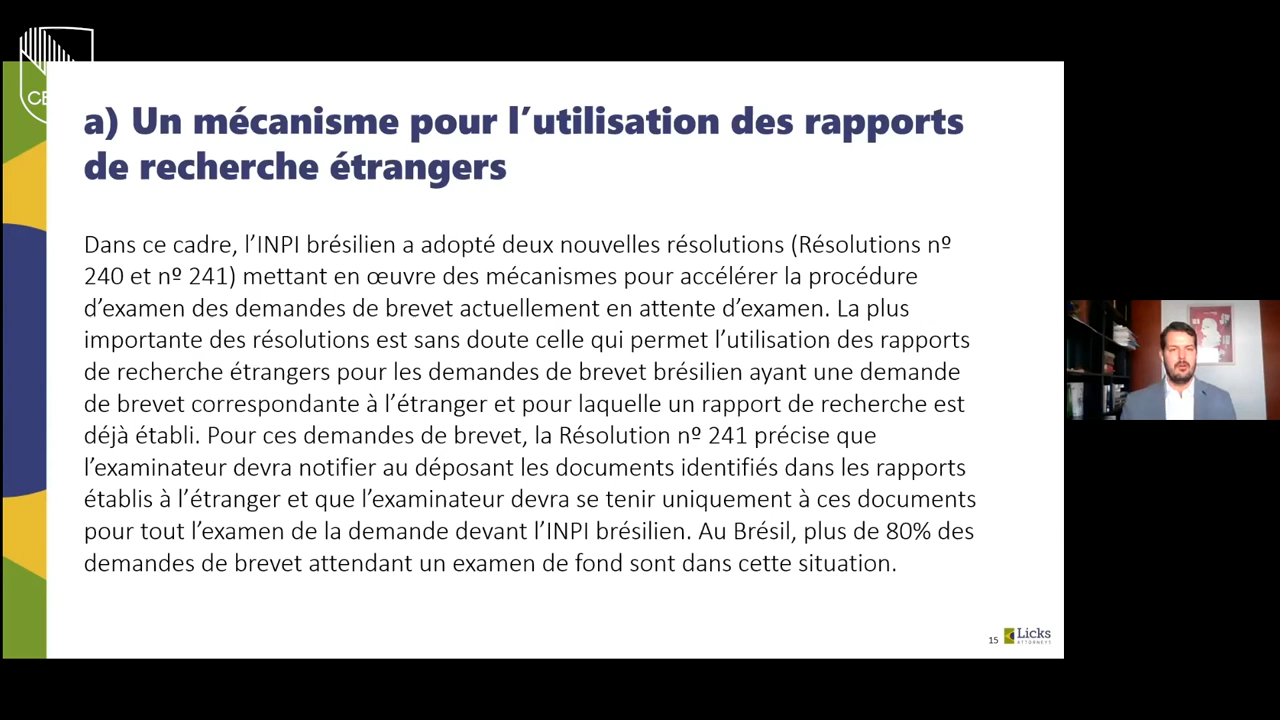 CE
a) Un mécanisme pour l’utilisation des rapports
de recherche étrangers
Dans ce cadre, l’INPI brésilien a adopté deux nouvelles résolutions (Résolutions nº
240 et nº 241) mettant en œuvre des mécanismes pour accélérer la procédure
d’examen des demandes de brevet actuellement en attente d’examen. La plus
importante des résolutions est sans doute celle qui permet l’utilisation des rapports
de recherche étrangers pour les demandes de brevet brésilien ayant une demande
de brevet correspondante à l’étranger et pour laquelle un rapport de recherche est
déjà établi. Pour ces demandes de brevet, la Résolution nº 241 précise que
l’examinateur devra notifier au déposant les documents identifiés dans les rapports
établis à l’étranger et que l’examinateur devra se tenir uniquement à ces documents
pour tout l’examen de la demande devant l’INPI brésilien. Au Brésil, plus de 80% des
demandes de brevet attendant un examen de fond sont dans cette situation.
15
Licks
ATTORNEYS